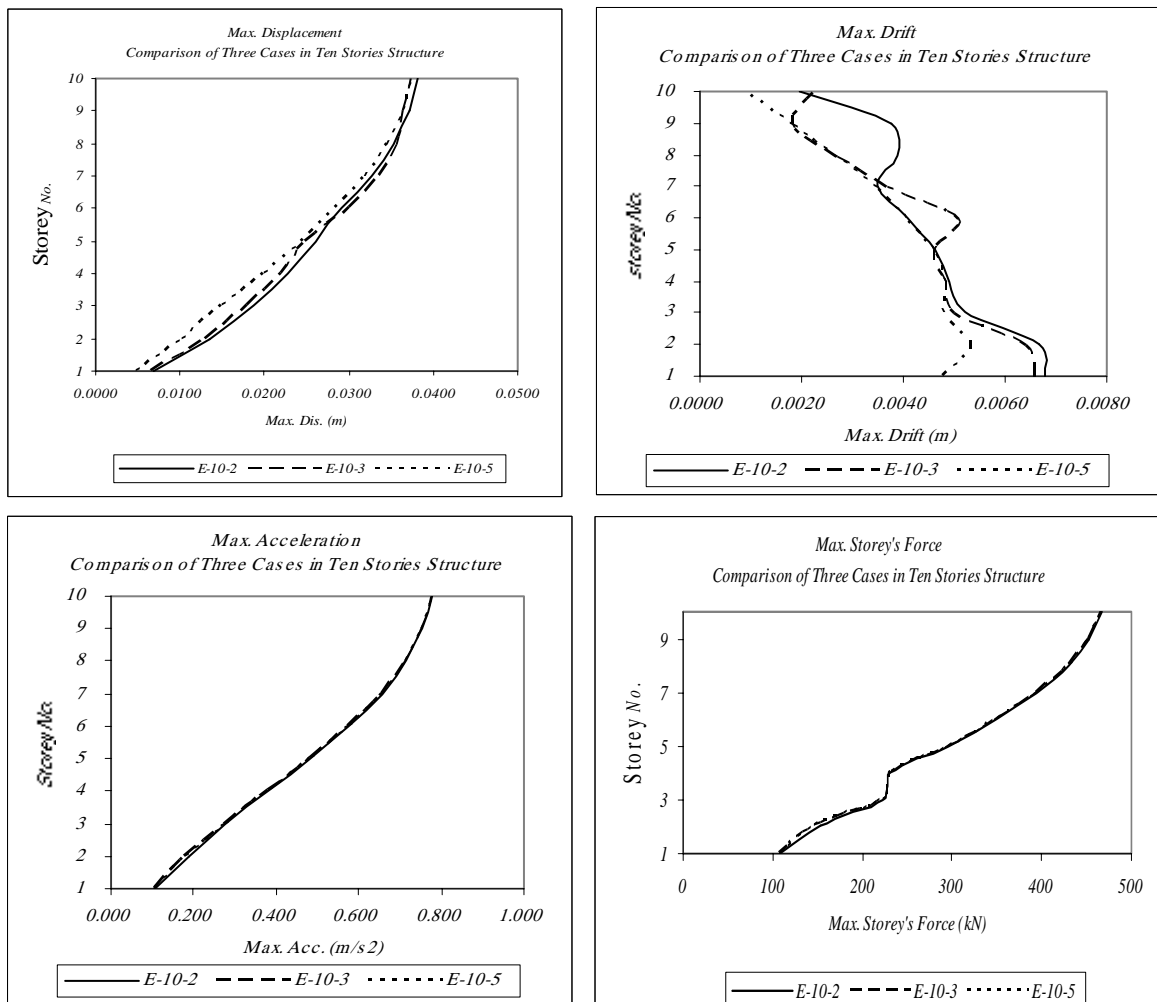 Max. Displacement
Comparison of Three Cases in Ten Stories Structure
10
9
8
7
6
5
4
3
2
1
Storey No.
0.0000 0.0100 0.0200 0.0300 0.0400 0.0500
Max. Dis. (m)
E-10-2 E-10-3 E-10-5
Max. Drift
Comparison of Three Cases in Ten Stories Structure
10
9
8
7
6
5
4
3
2
1
storey No.
0.0000 0.0020 0.0040 0.0060 0.0080
Max. Drift (m)
E-10-2 E-10-3 E-10-5
Max. Acceleration
Comparison of Three Cases in Ten Stories Structure
10
9
8
7
6
5
4
3
2
1
Storey No.
0.000 0.200 0.400 0.600 0.800 1.000
Max. Acc. (m/s2)
E-10-2 E-10-3 E-10-5
Max. Storey's Force
Comparison of Three Cases in Ten Stories Structure
9
7
5
3
1
Storey No.
0 100 200 300 400 500
Max. Storey's Force (kN)
E-10-2 E-10-3 E-10-5